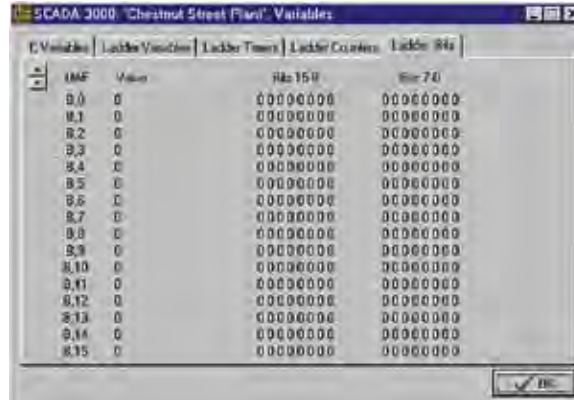 SCADA 3000: "Chestnut Street Plant", Variables
C Variables Ladder Variables Ladder Timers Ladder Counters Ladder Bits
UAF Value Bits 15-8 Bits 7-0
B,0 0 00000000 00000000
B,1 0 00000000 00000000
B,2 0 00000000 00000000
B,3 0 00000000 00000000
B,4 0 00000000 00000000
B,5 0 00000000 00000000
B,6 0 00000000 00000000
B,7 0 00000000 00000000
B,8 0 00000000 00000000
B,9 0 00000000 00000000
B,10 0 00000000 00000000
B,11 0 00000000 00000000
B,12 0 00000000 00000000
B,13 0 00000000 00000000
B,14 0 00000000 00000000
B,15 0 00000000 00000000
OK